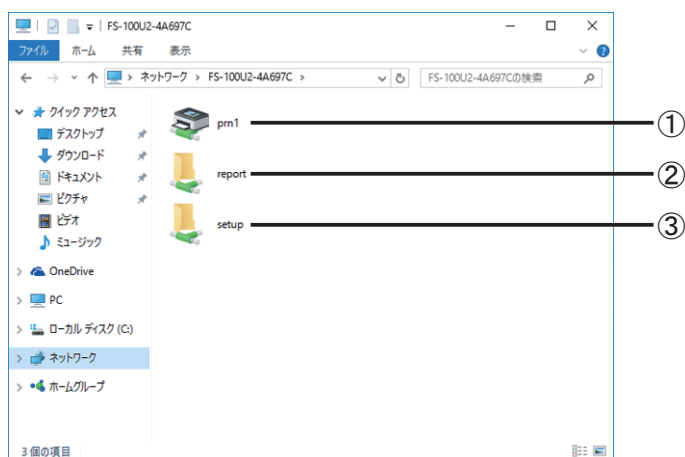 FS-100U2-4A697C
ファイル ホーム 共有 表示
ネットワーク › FS-100U2-4A697C ›
FS-100U2-4A697Cの検索
クイック アクセス
デスクトップ
ダウンロード
ドキュメント
ピクチャ
ビデオ
ミュージック
OneDrive
PC
ローカル ディスク (C:)
ネットワーク
ホームグループ
prn1 ①
report ②
setup ③
3 個の項目